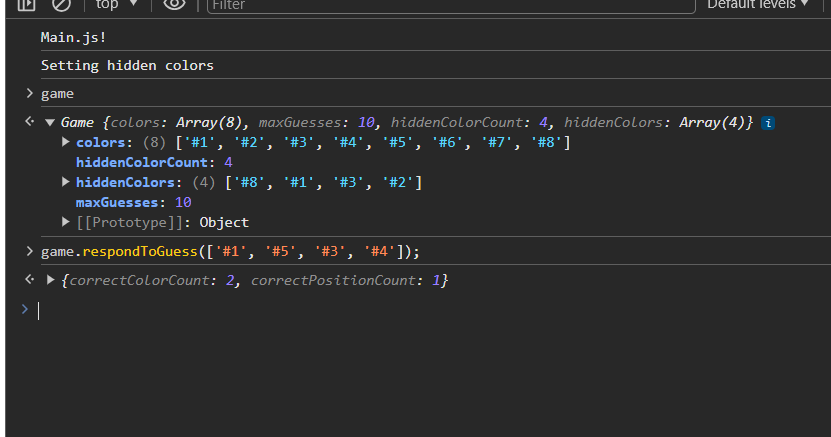 top ▼ Filter Default levels ▼
Main.js!
Setting hidden colors
> game
Game {colors: Array(8), maxGuesses: 10, hiddenColorCount: 4, hiddenColors: Array(4)} i
colors: (8) ['#1', '#2', '#3', '#4', '#5', '#6', '#7', '#8']
hiddenColorCount: 4
hiddenColors: (4) ['#8', '#1', '#3', '#2']
maxGuesses: 10
[[Prototype]]: Object
> game.respondToGuess(['#1', '#5', '#3', '#4']);
{correctColorCount: 2, correctPositionCount: 1}
>